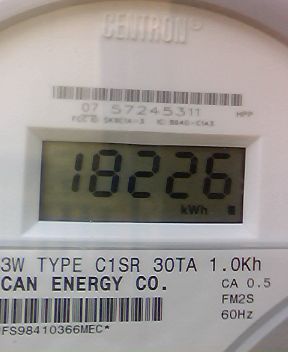 CENTRON®
07 57245311 HPP
18226
kWh
3W TYPE C1SR 30TA 1.0Kh
CAN ENERGY CO. CA 0.5
FM2S
*FS98410366MEC* 60Hz